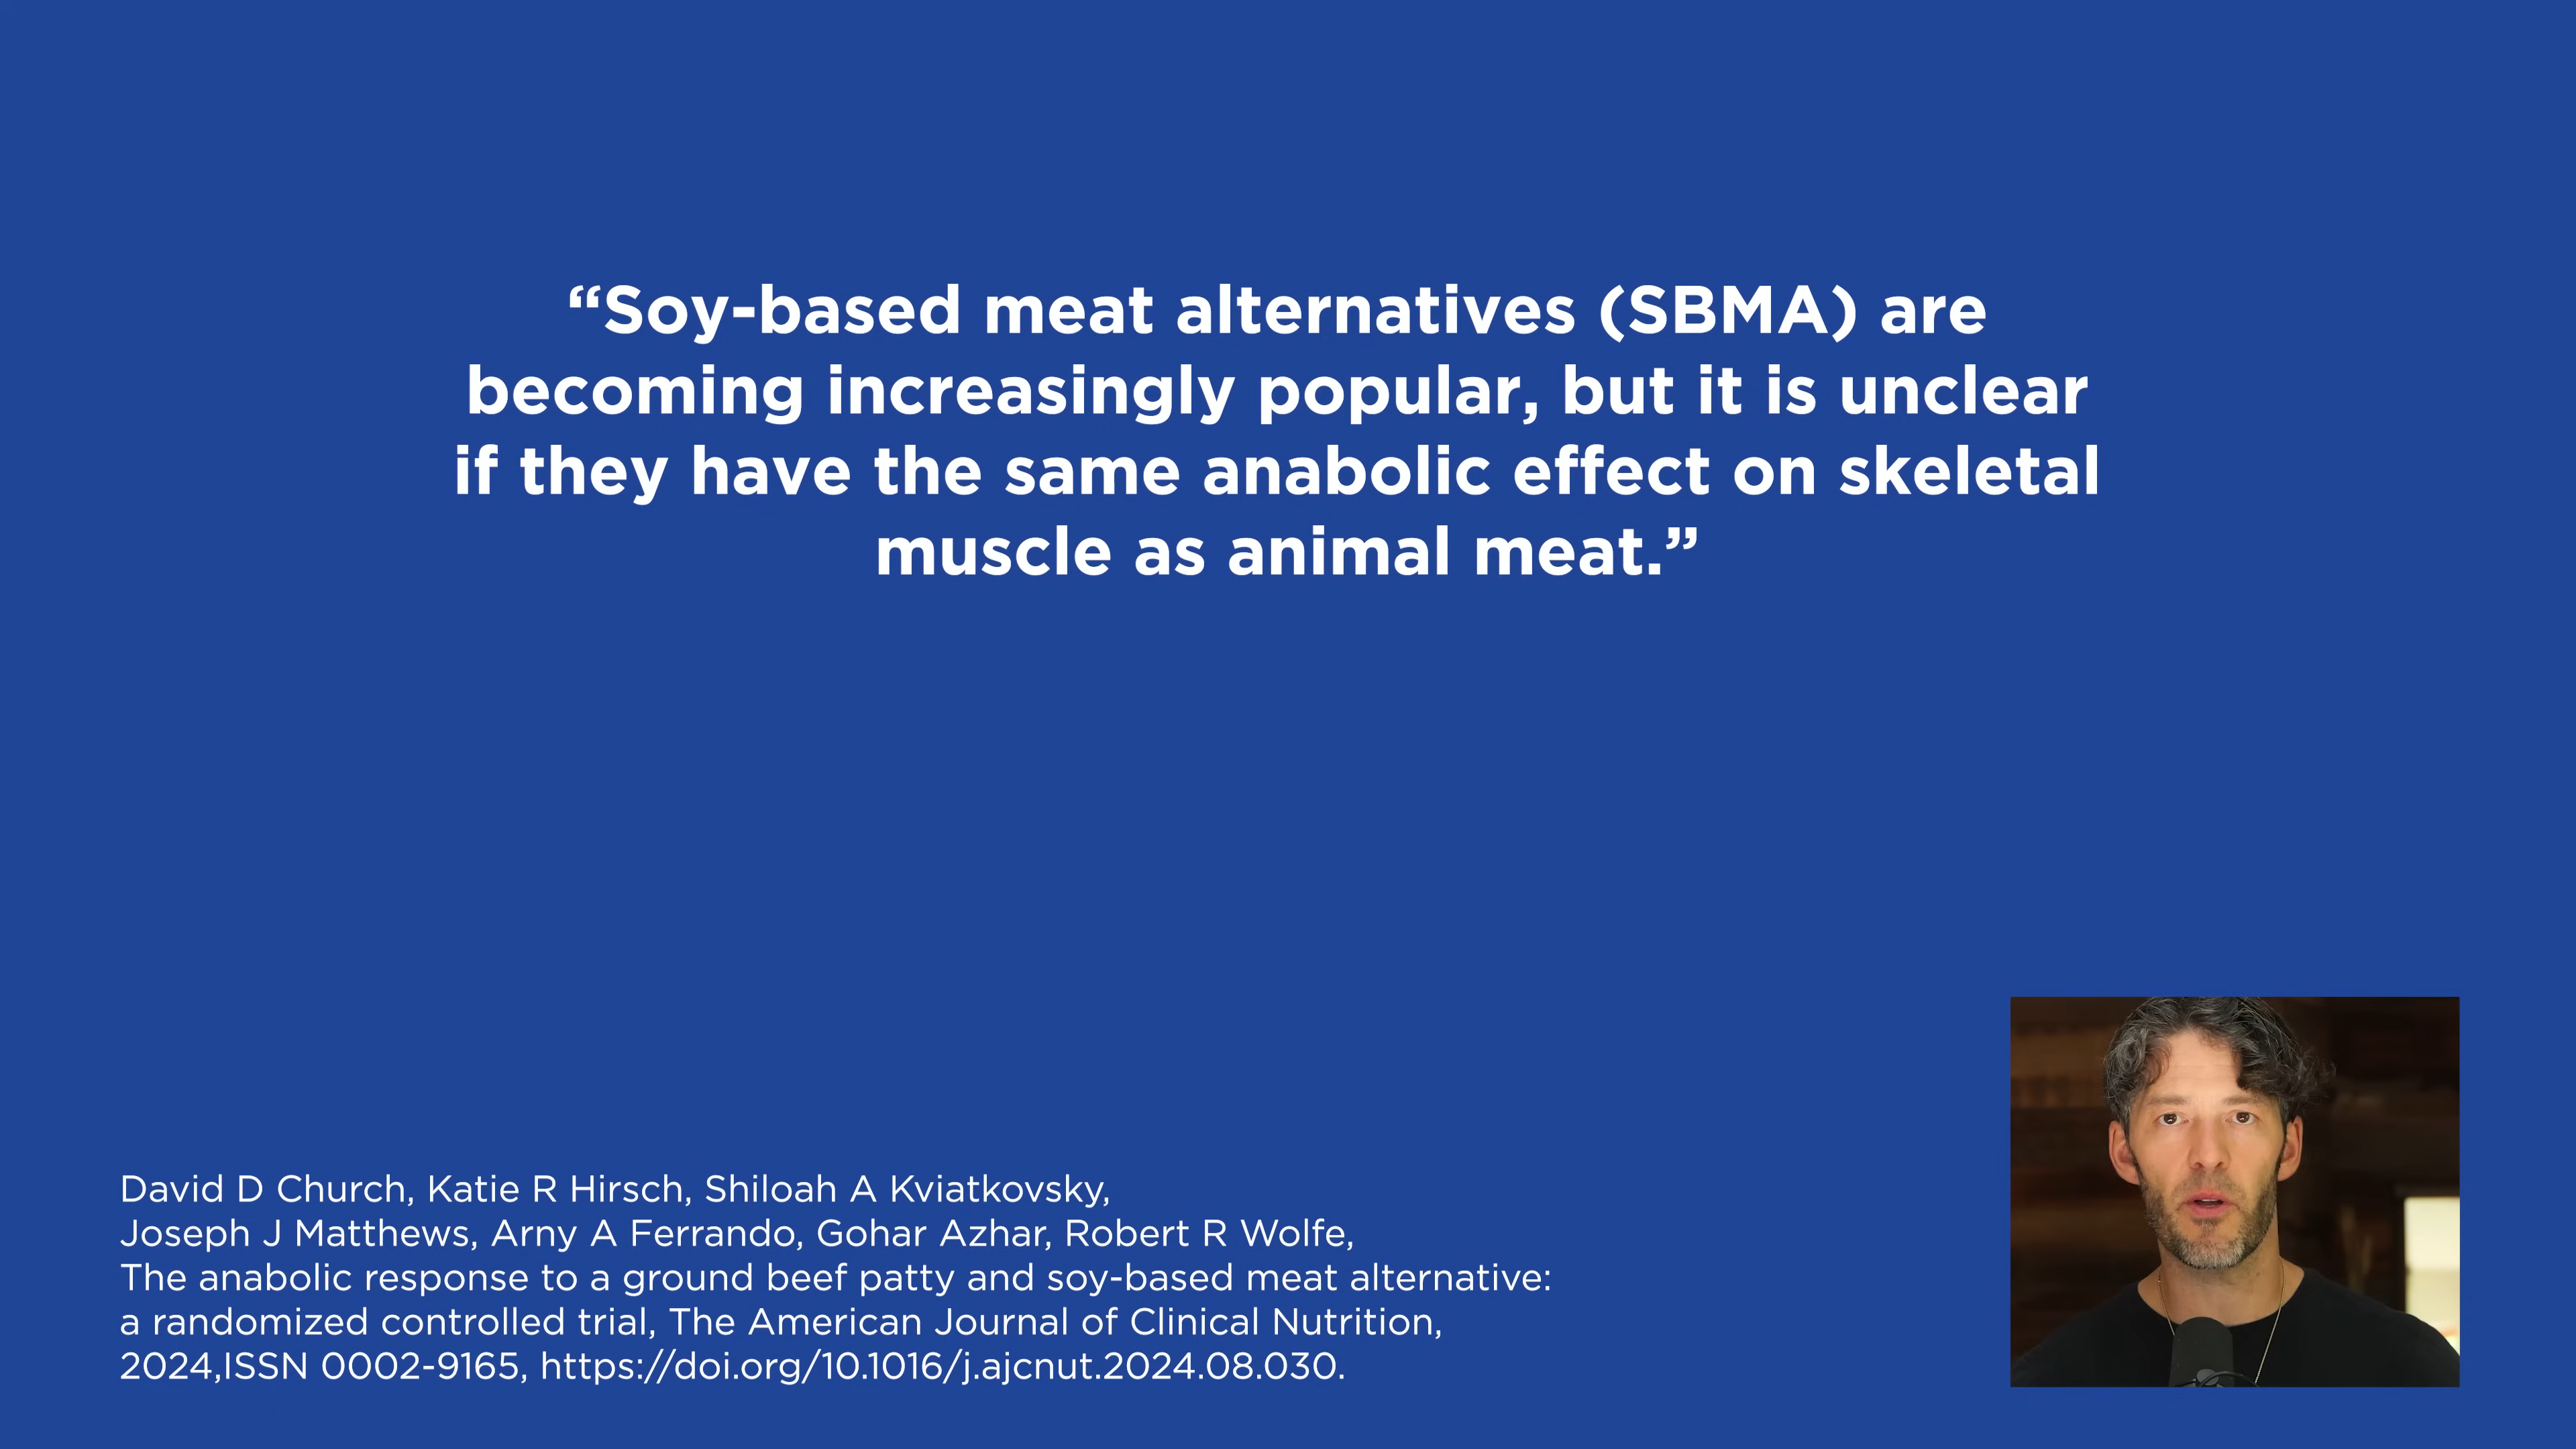 “Soy-based meat alternatives (SBMA) are
becoming increasingly popular, but it is unclear
if they have the same anabolic effect on skeletal
muscle as animal meat.”
David D Church, Katie R Hirsch, Shiloah A Kviatkovsky,
Joseph J Matthews, Arny A Ferrando, Gohar Azhar, Robert R Wolfe,
The anabolic response to a ground beef patty and soy-based meat alternative:
a randomized controlled trial, The American Journal of Clinical Nutrition,
2024,ISSN 0002-9165, https://doi.org/10.1016/j.ajcnut.2024.08.030.